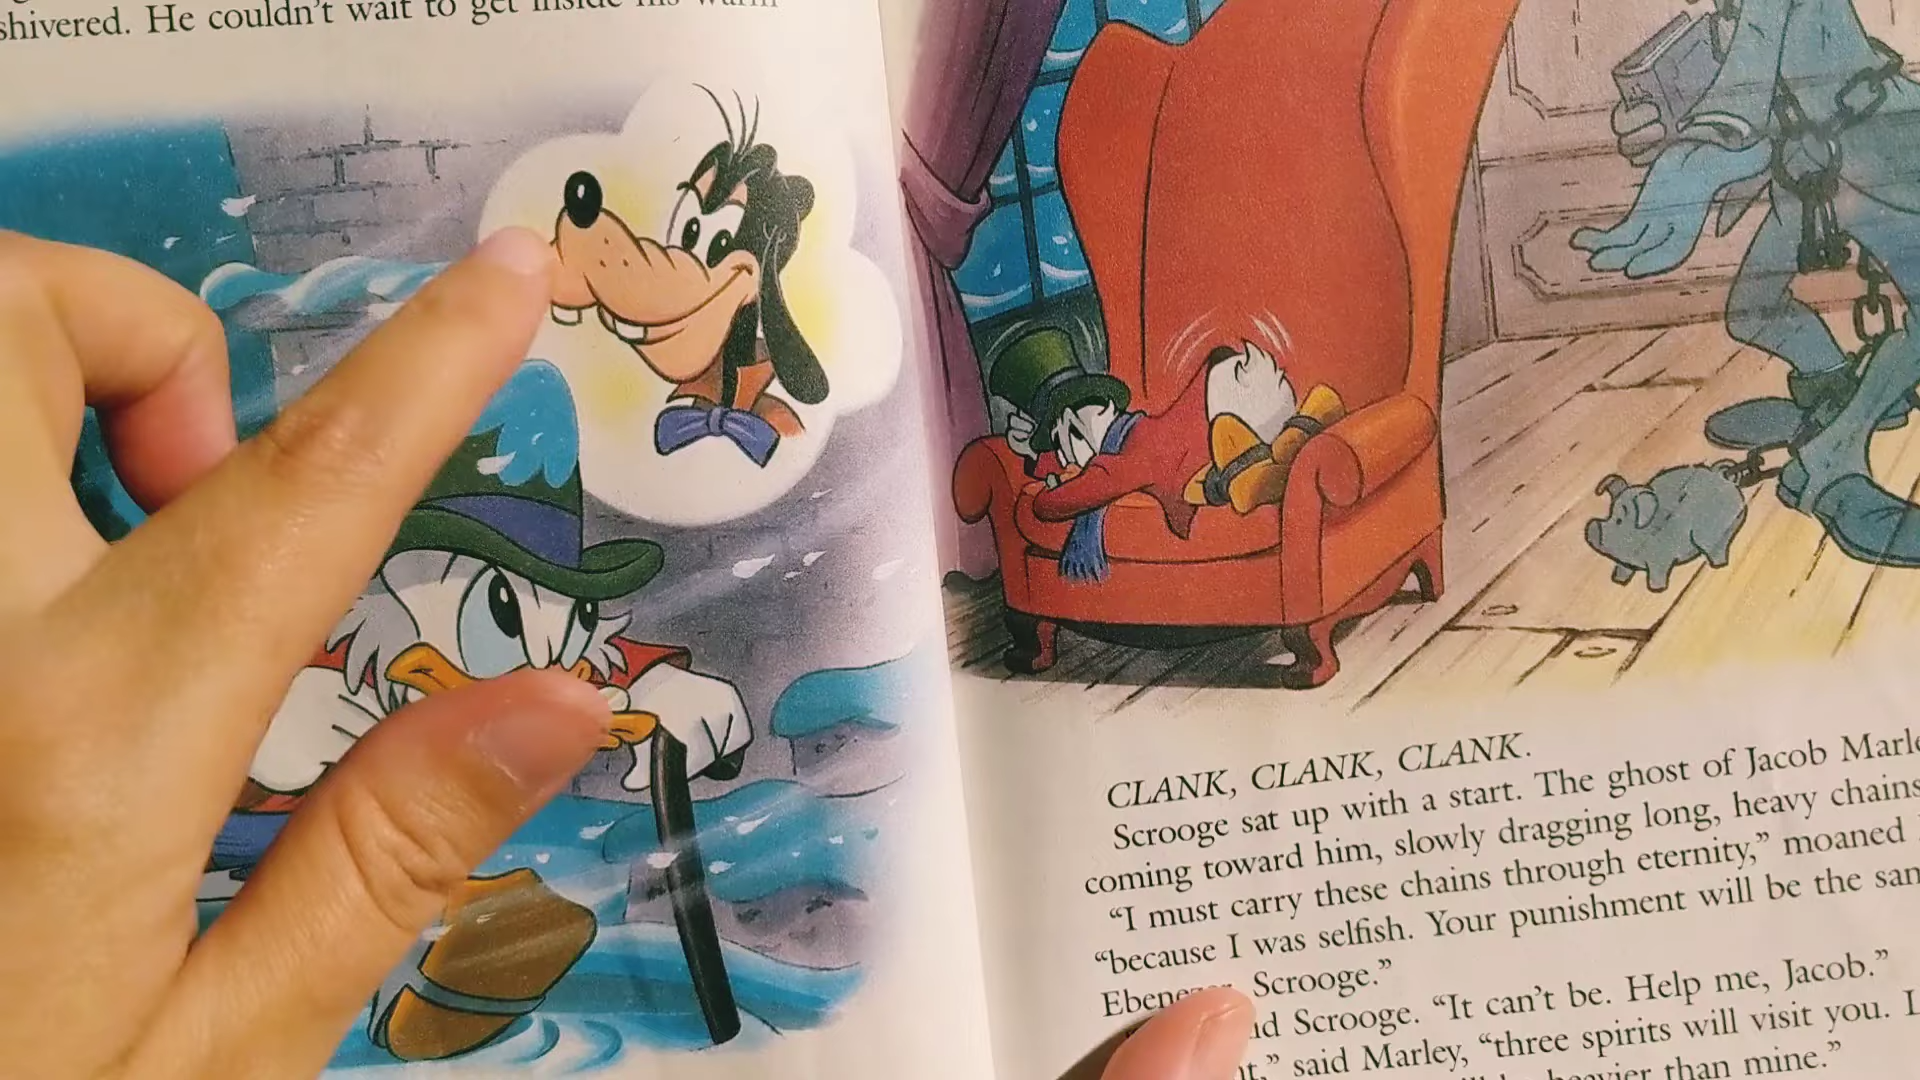 shivered. He couldn't wait to get inside his warm
CLANK, CLANK, CLANK.
Scrooge sat up with a start. The ghost of Jacob
coming toward him, slowly dragging long, heavy chains
"I must carry these chains through eternity," moaned
"because I was selfish. Your punishment will be the
Scrooge."
Scrooge. "It can't be. Help me, Jacob."
said Marley, "three spirits will visit you.
heavier than mine."